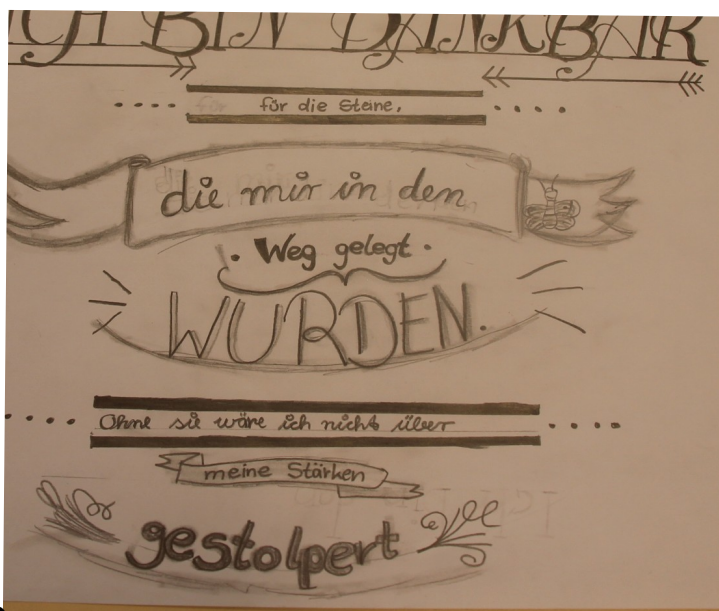 ICH BIN DANKBAR
für die Steine,
die mir in den
Weg gelegt
WURDEN.
Ohne sie wäre ich nicht über
meine Stärken
gestolpert